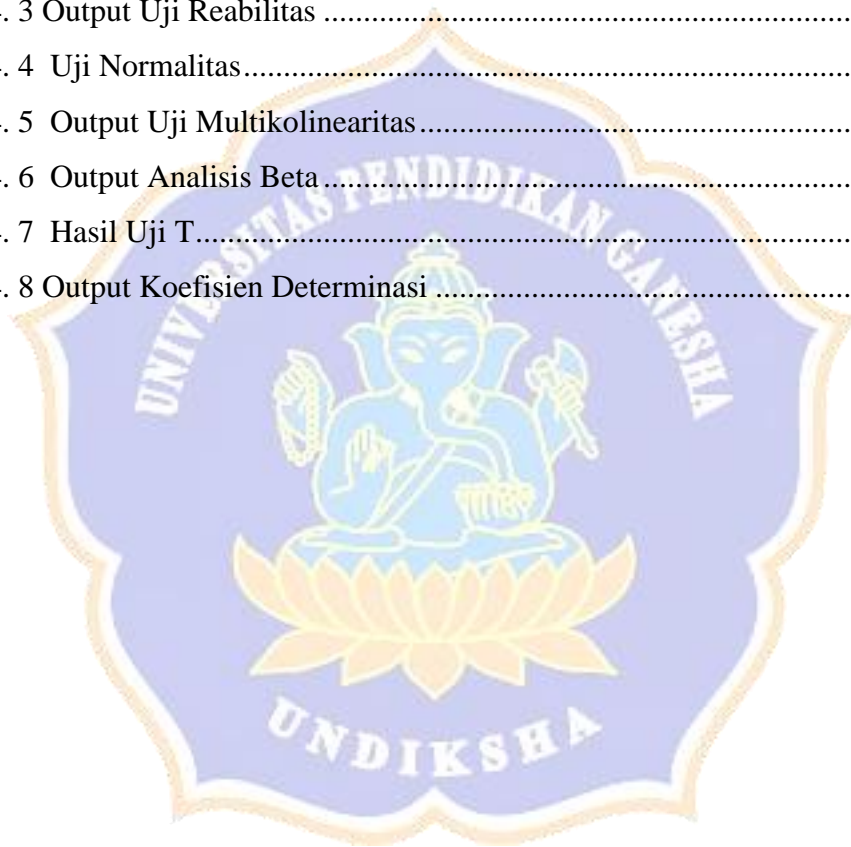 . 3 Output Uji Reabilitas ....................................................................
. 4  Uji Normalitas..............................................................................
. 5  Output Uji Multikolinearitas........................................................
. 6  Output Analisis Beta....................................................................
. 7  Hasil Uji T....................................................................................
. 8 Output Koefisien Determinasi ......................................................
UNIVERSITAS PENDIDIKAN GANESHA
UNDIKSHA